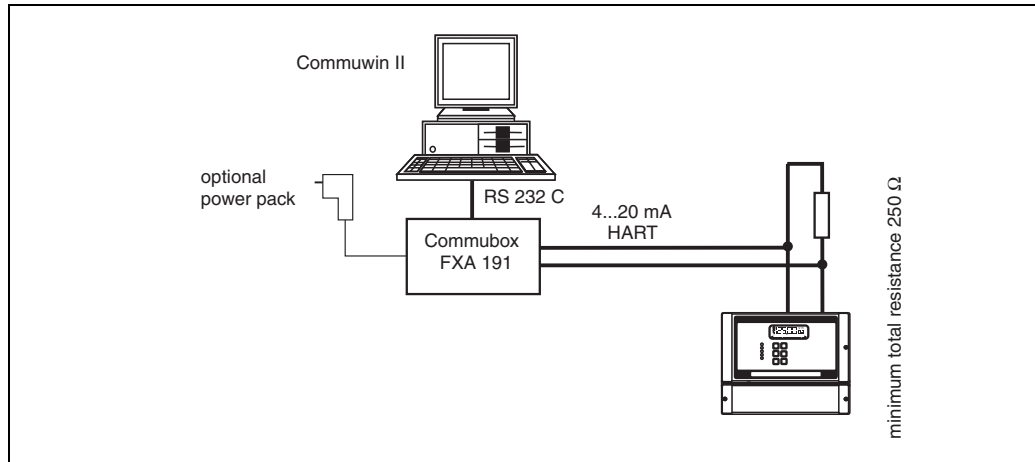 Commuwin II
optional
power pack
RS 232 C
Commubox
FXA 191
4...20 mA
HART
minimum total resistance 250 Ω